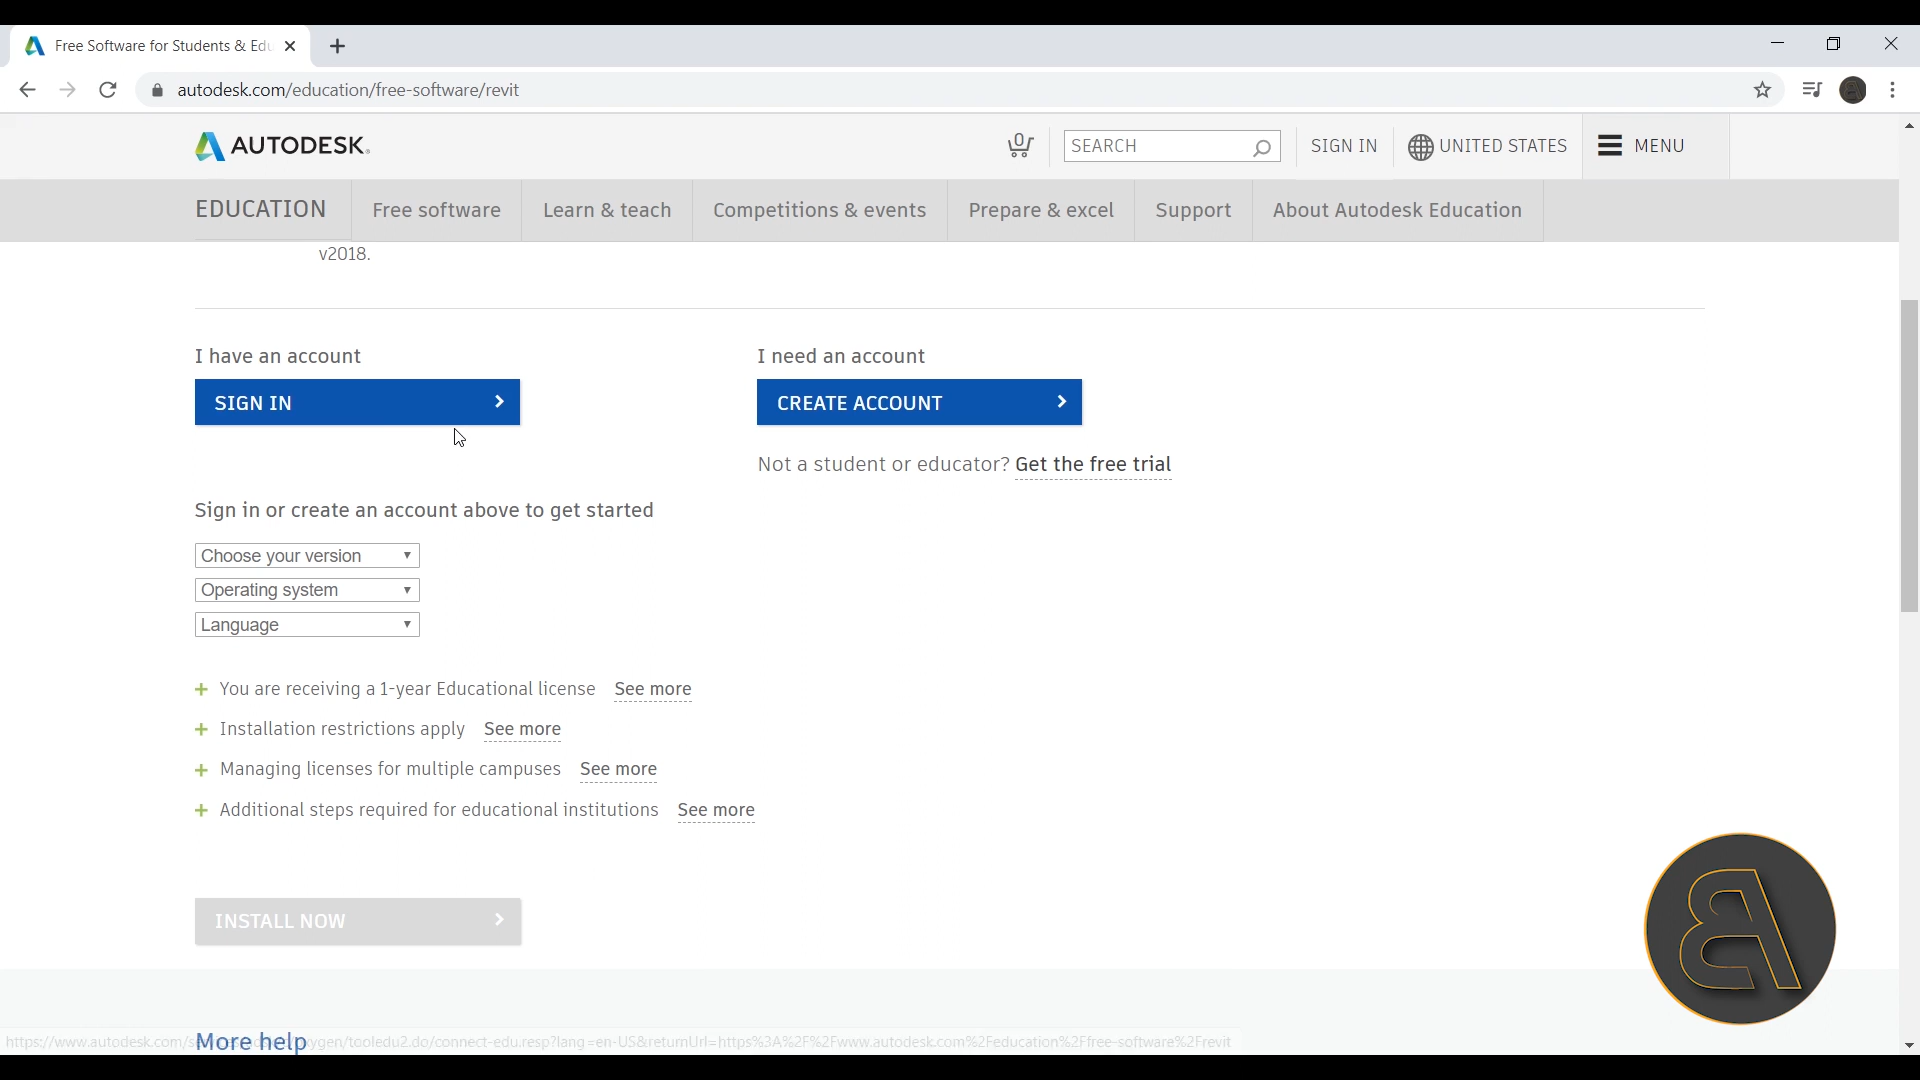 Free Software for Students & Edu
autodesk.com/education/free-software/revit
AUTODESK.
0
SEARCH
SIGN IN
UNITED STATES
MENU
EDUCATION
Free software
Learn & teach
Competitions & events
Prepare & excel
Support
About Autodesk Education
v2018.
I have an account
I need an account
SIGN IN
CREATE ACCOUNT
Not a student or educator? Get the free trial
Sign in or create an account above to get started
Choose your version
Operating system
Language
You are receiving a 1-year Educational license See more
Installation restrictions apply See more
Managing licenses for multiple campuses See more
Additional steps required for educational institutions See more
INSTALL NOW
More help